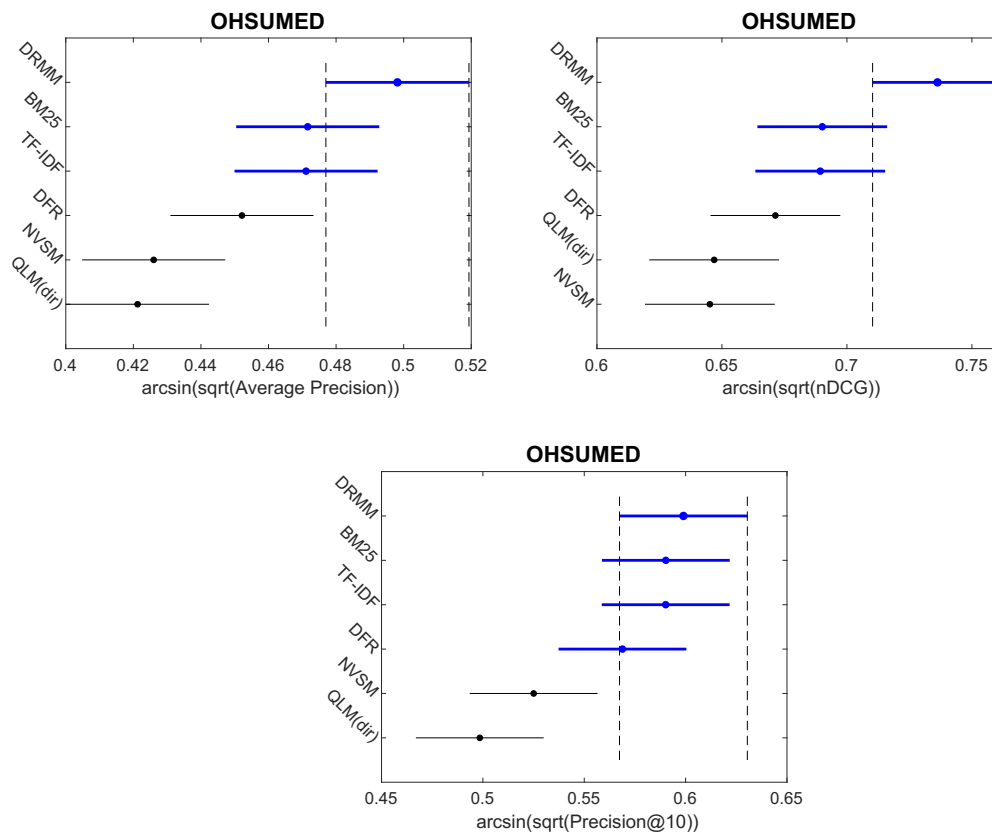 OHSUMED
DRMM
BM25
TF-IDF
DFR
NVSM
QLM(dir)
0.4 0.42 0.44 0.46 0.48 0.5 0.52
arcsin(sqrt(Average Precision))
OHSUMED
DRMM
BM25
TF-IDF
DFR
QLM(dir)
NVSM
0.6 0.65 0.7 0.75
arcsin(sqrt(nDCG))
OHSUMED
DRMM
BM25
TF-IDF
DFR
NVSM
QLM(dir)
0.45 0.5 0.55 0.6 0.65
arcsin(sqrt(Precision@10))